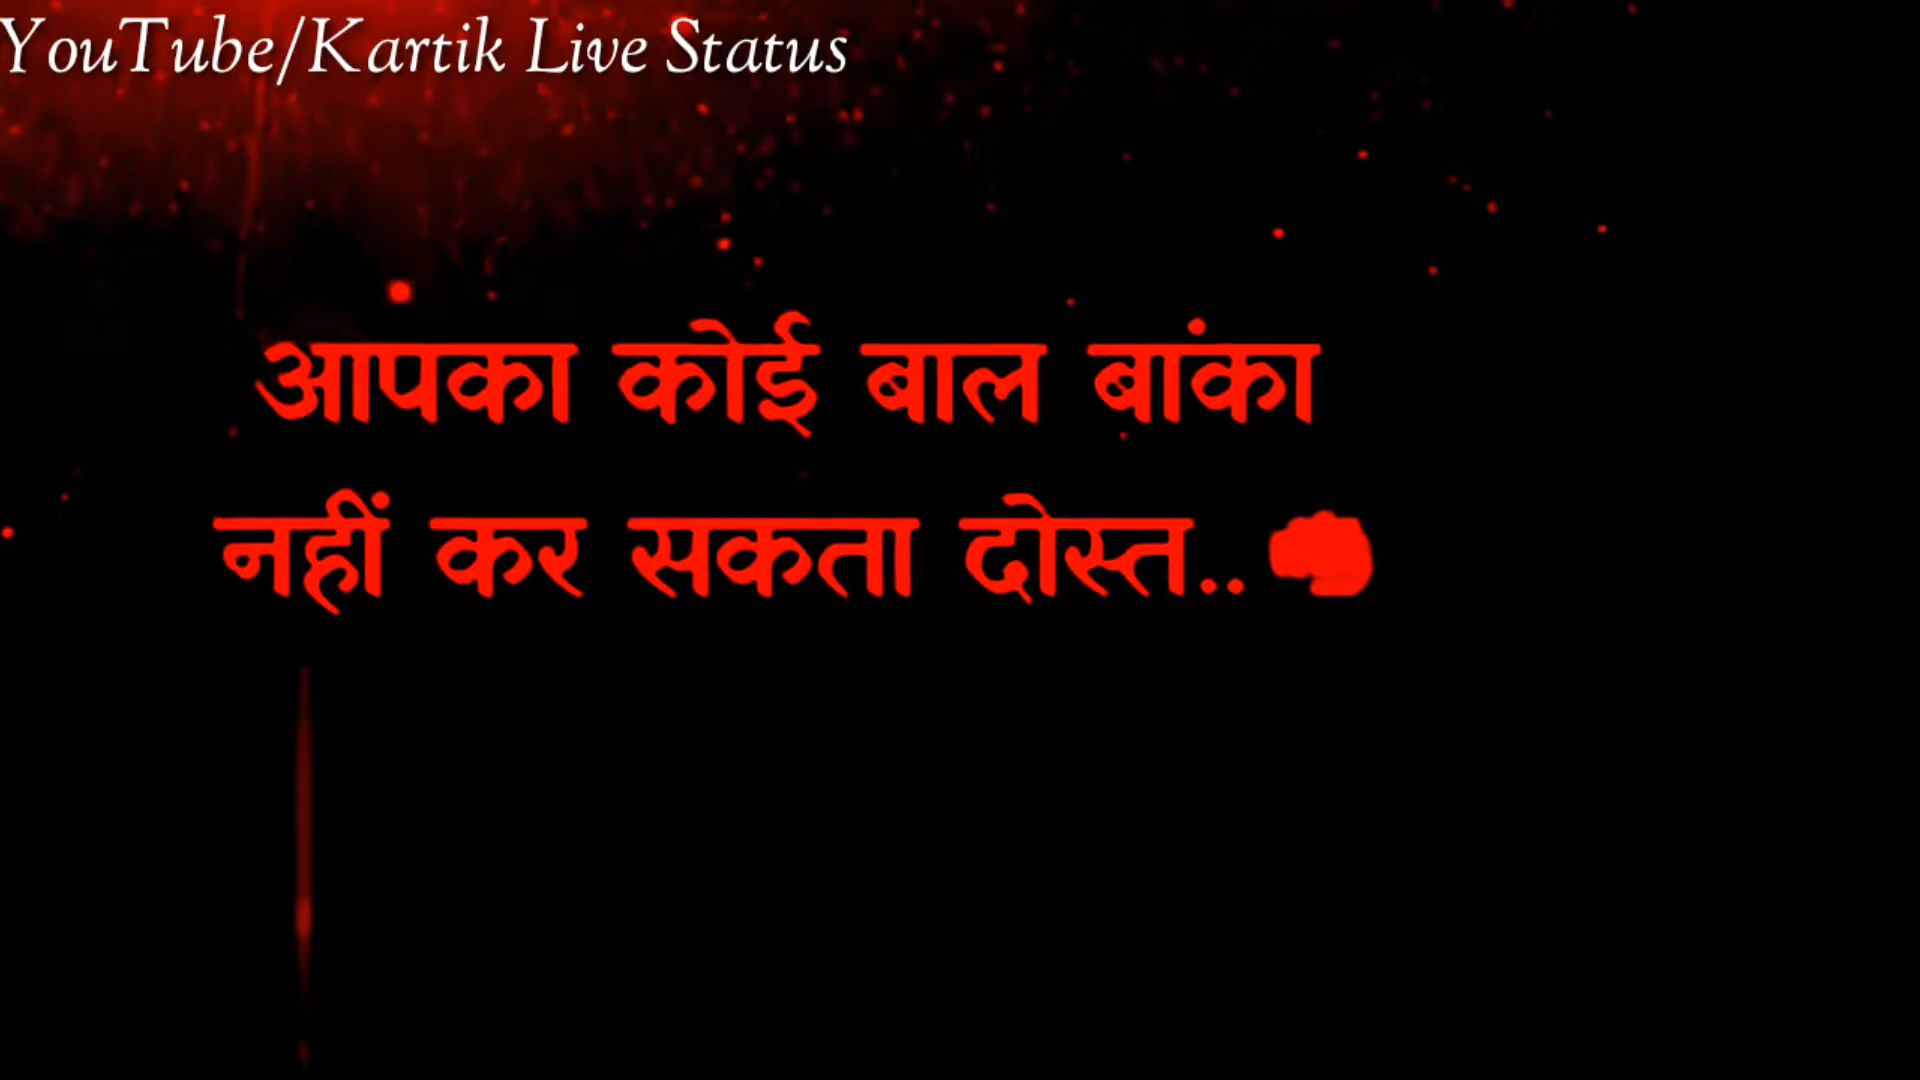 YouTube/Kartik Live Status
आपका कोई बाल बांका
नहीं कर सकता दोस्त..👊